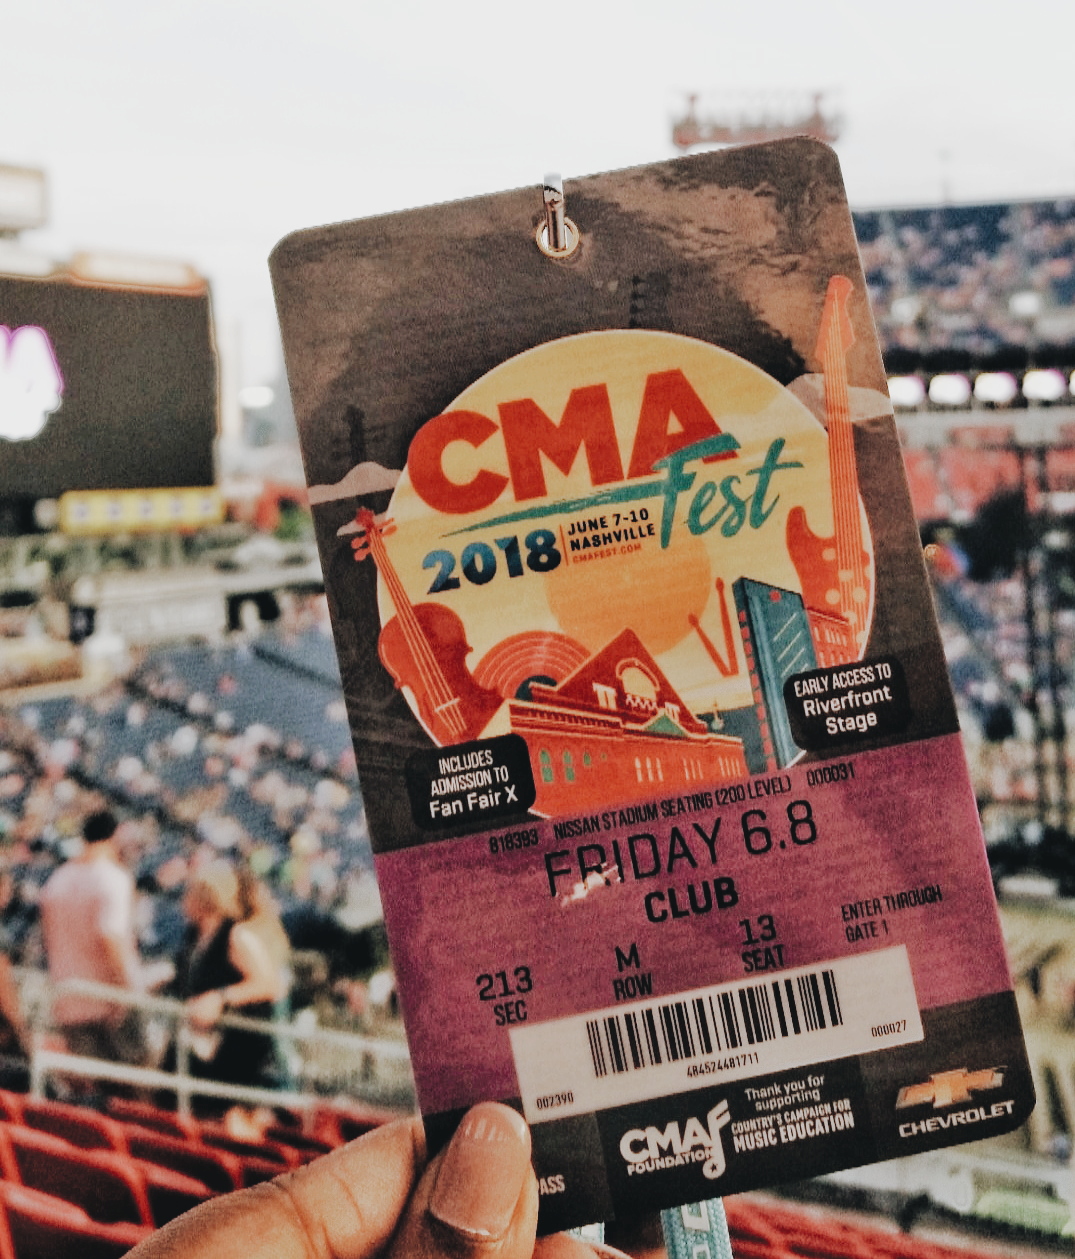 CMA
Fest
2018
JUNE 7-10
NASHVILLE
CMAFEST.COM
EARLY ACCESS TO
Riverfront
Stage
INCLUDES
ADMISSION TO
Fan Fair X
818383 NISSAN STADIUM SEATING (200 LEVEL) 000031
FRIDAY 6.8
CLUB
213
SEC
M
ROW
13
SEAT
ENTER THROUGH
GATE 1
002390
484524481711
000027
CMA
FOUNDATION
Thank you for
supporting
COUNTRY'S CAMPAIGN FOR
MUSIC EDUCATION
CHEVROLET